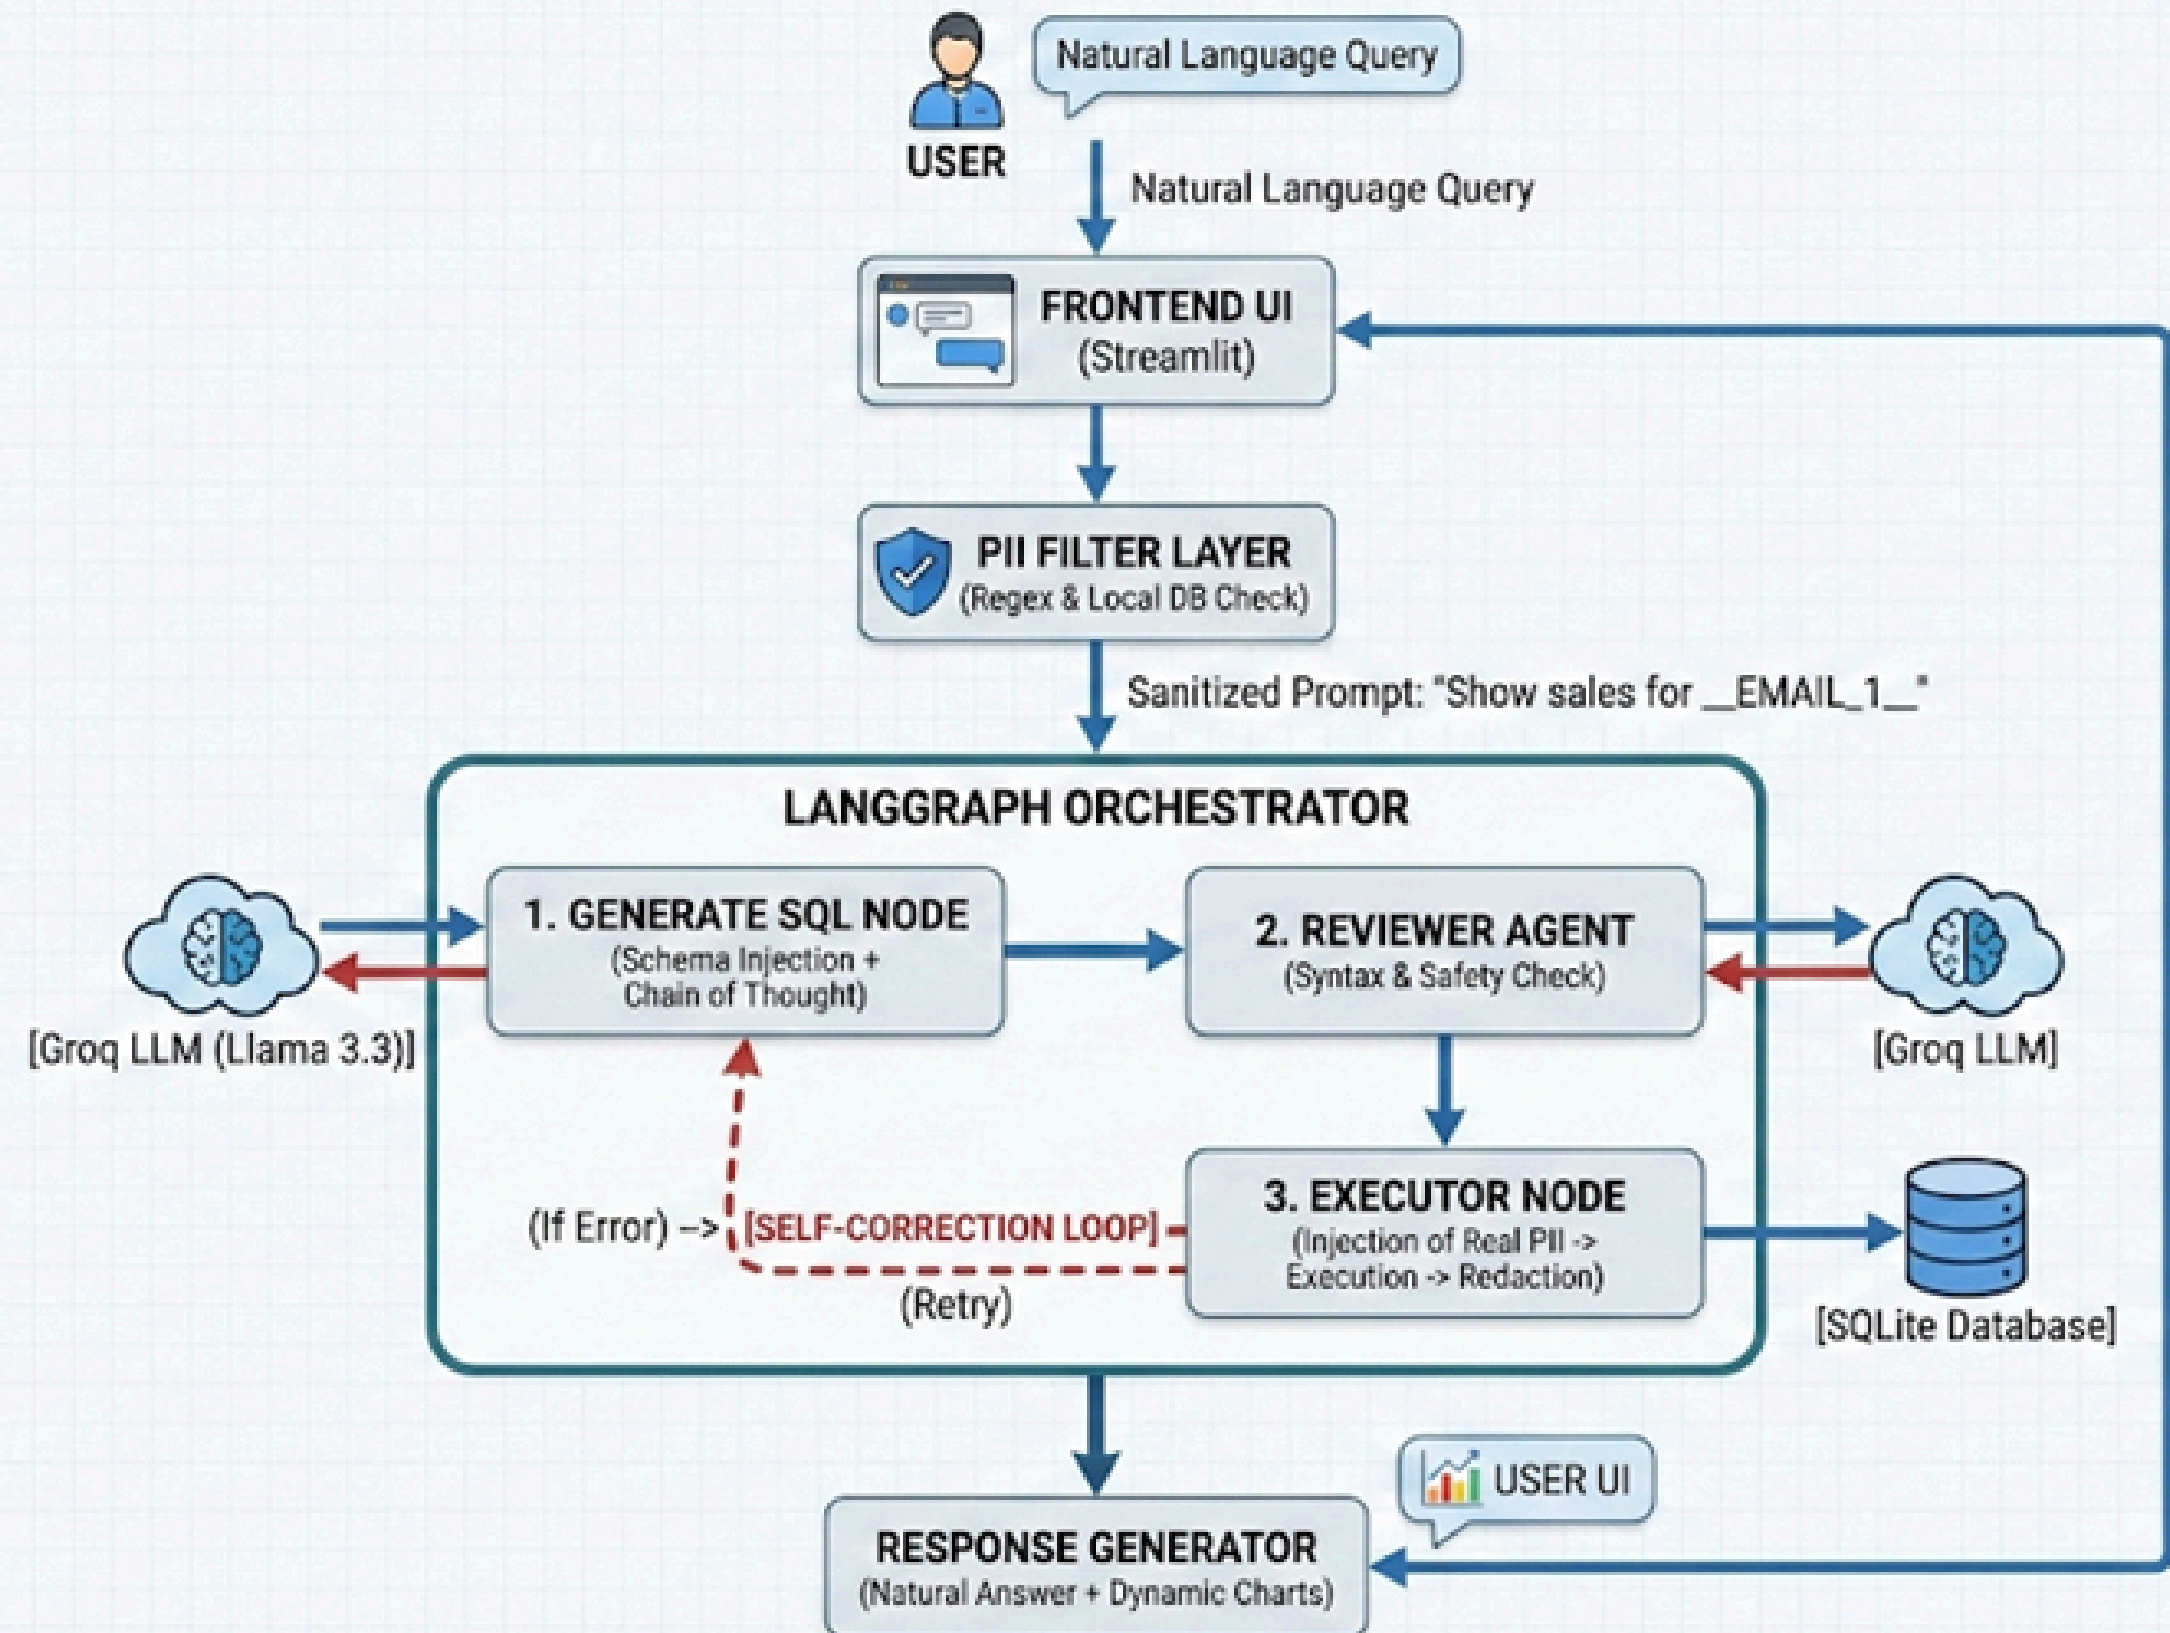 Natural Language Query
USER
Natural Language Query
FRONTEND UI
(Streamlit)
PII FILTER LAYER
(Regex & Local DB Check)
Sanitized Prompt: "Show sales for __EMAIL_1__"
LANGGRAPH ORCHESTRATOR
1. GENERATE SQL NODE
(Schema Injection +
Chain of Thought)
2. REVIEWER AGENT
(Syntax & Safety Check)
[Groq LLM (Llama 3.3)]
[Groq LLM]
3. EXECUTOR NODE
(Injection of Real PII ->
Execution -> Redaction)
(If Error) --> [SELF-CORRECTION LOOP]
(Retry)
[SQLite Database]
USER UI
RESPONSE GENERATOR
(Natural Answer + Dynamic Charts)